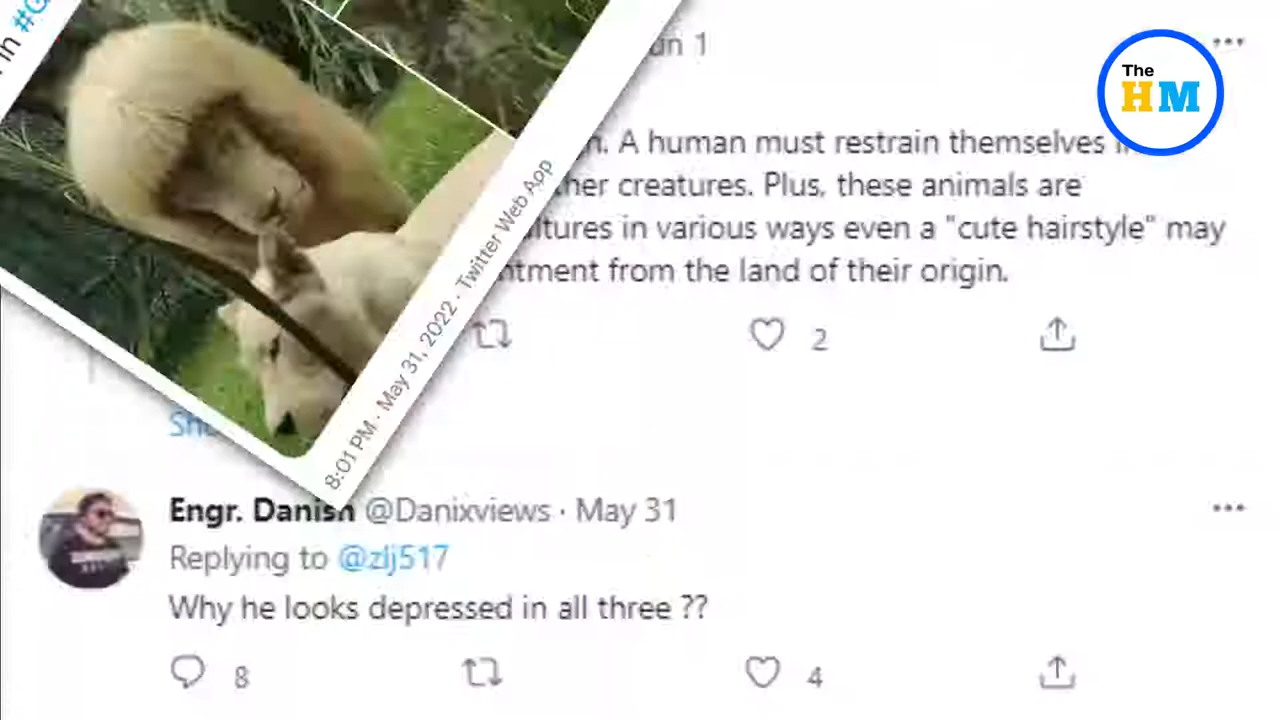 in #G
8:01 PM · May 31, 2022 · Twitter Web App
The
HM
un 1
A human must restrain themselves
her creatures. Plus, these animals are
ltures in various ways even a "cute hairstyle" may
ntment from the land of their origin.
2
Sho
Engr. Danish @Danixviews · May 31
Replying to @zlj517
Why he looks depressed in all three ??
8
4